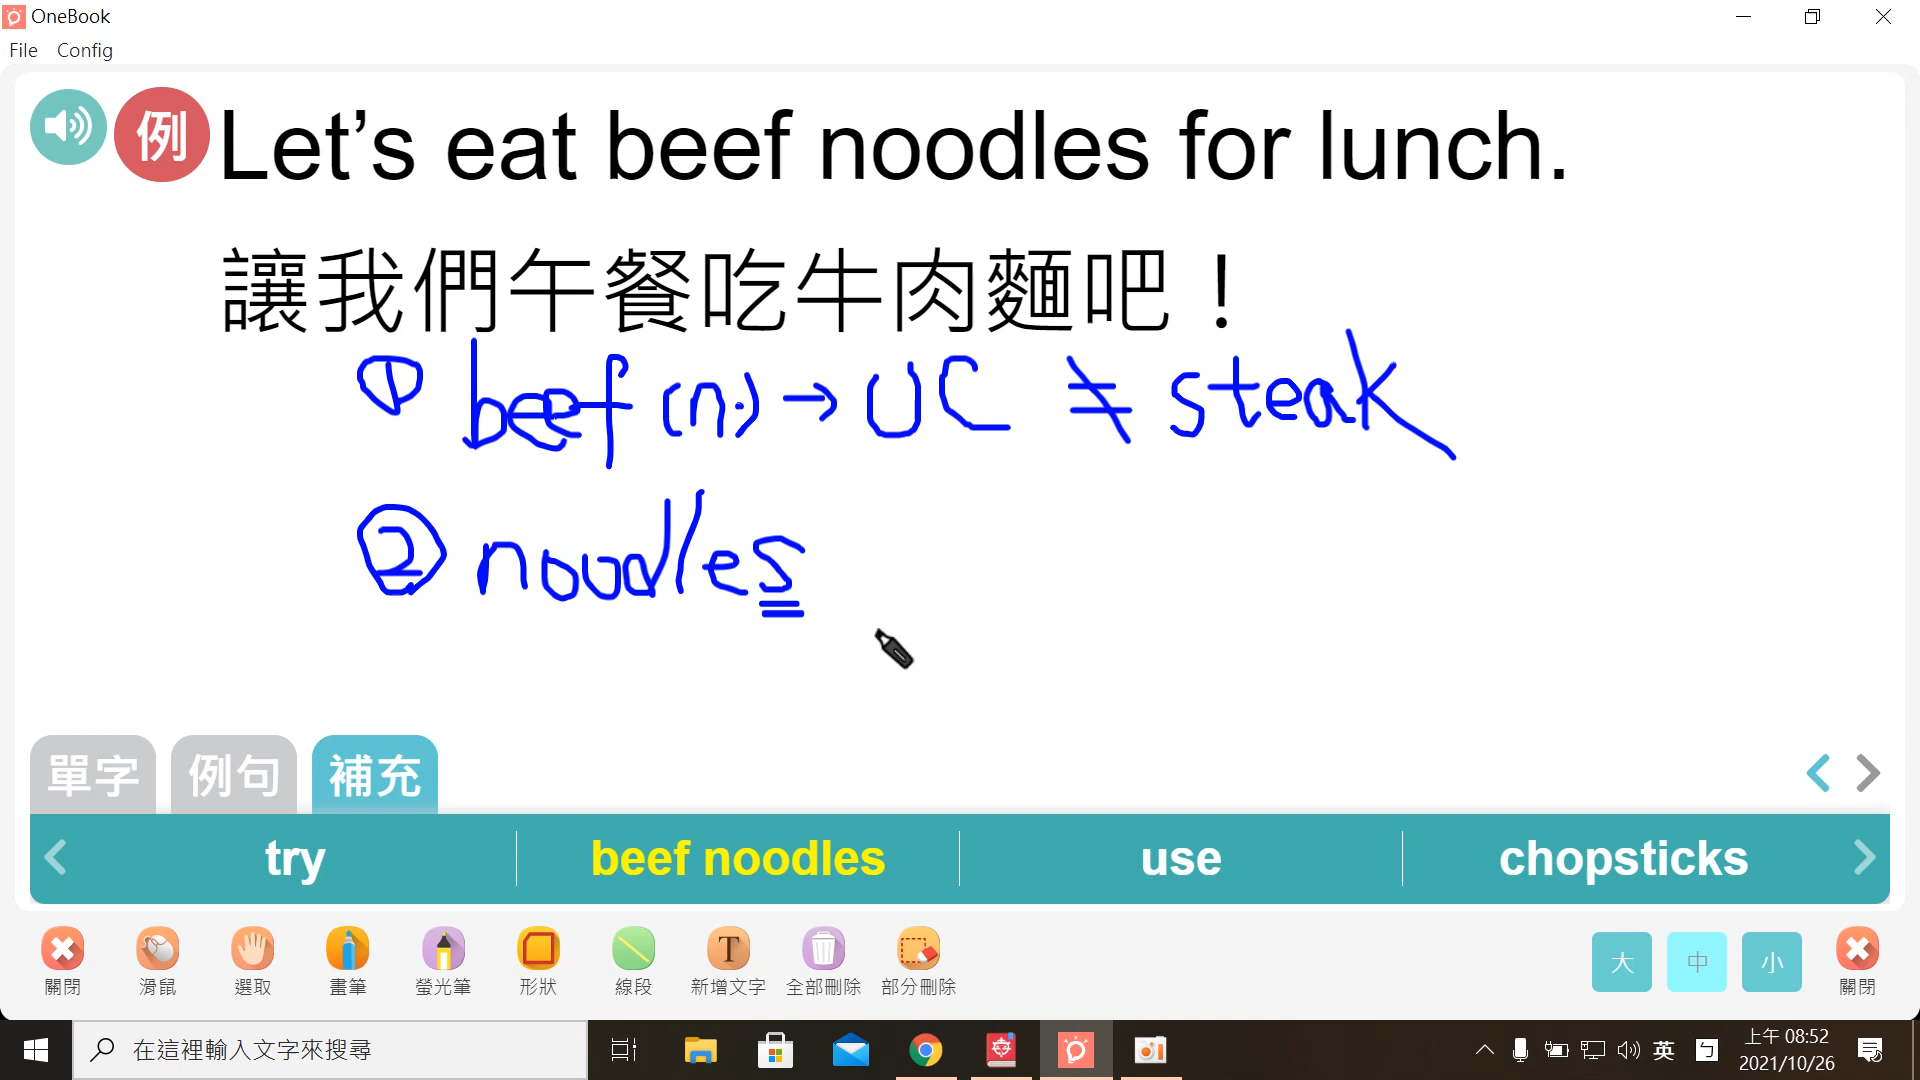 OneBook
File Config
例 Let’s eat beef noodles for lunch.
讓我們午餐吃牛肉麵吧！
① beef (n.) → UC ≠ steak
② noodles
單字 例句 補充
try beef noodles use chopsticks
關閉 滑鼠 選取 畫筆 螢光筆 形狀 線段 新增文字 全部刪除 部分刪除 大 中 小 關閉
在這裡輸入文字來搜尋
英 ㄅ 上午 08:52
2021/10/26